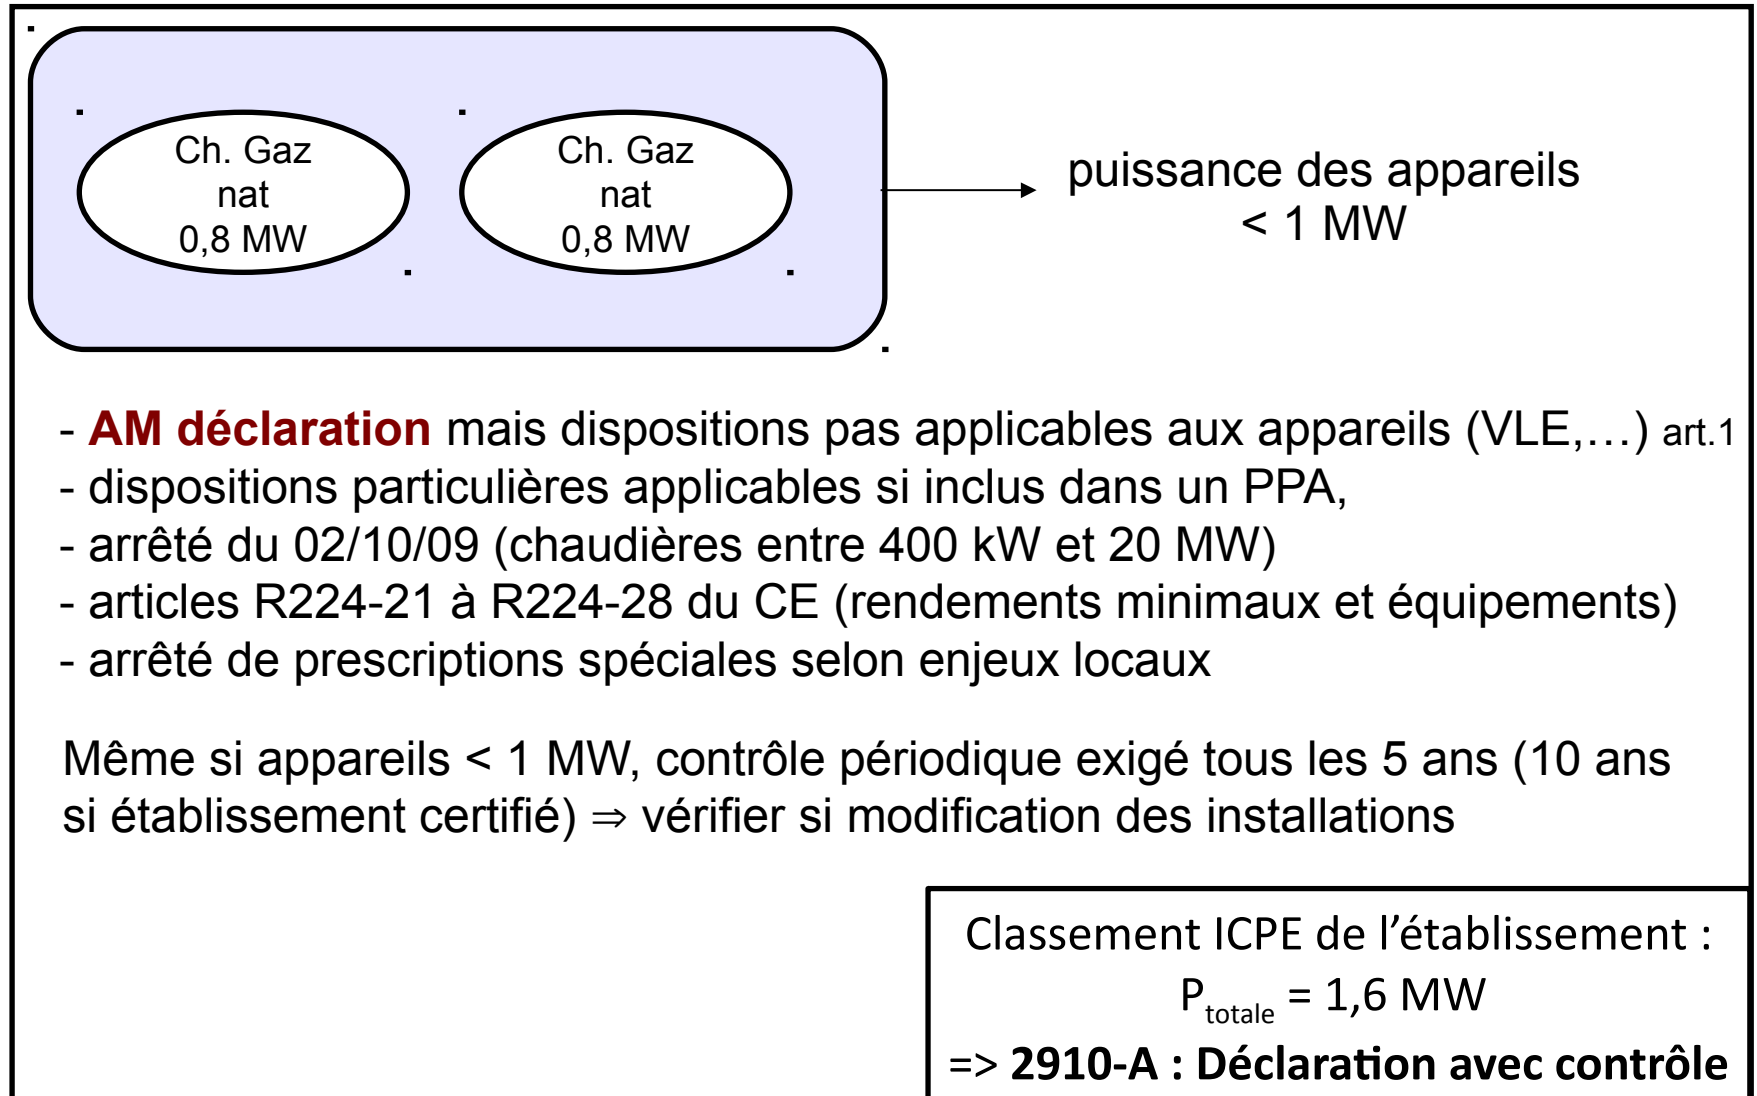 Ch. Gaz
nat
0,8 MW
Ch. Gaz
nat
0,8 MW
puissance des appareils
< 1 MW
- AM déclaration mais dispositions pas applicables aux appareils (VLE,…) art.1
- dispositions particulières applicables si inclus dans un PPA,
- arrêté du 02/10/09 (chaudières entre 400 kW et 20 MW)
- articles R224-21 à R224-28 du CE (rendements minimaux et équipements)
- arrêté de prescriptions spéciales selon enjeux locaux
Même si appareils < 1 MW, contrôle périodique exigé tous les 5 ans (10 ans
si établissement certifié) ⇒ vérifier si modification des installations
Classement ICPE de l’établissement :
Ptotale = 1,6 MW
=> 2910-A : Déclaration avec contrôle